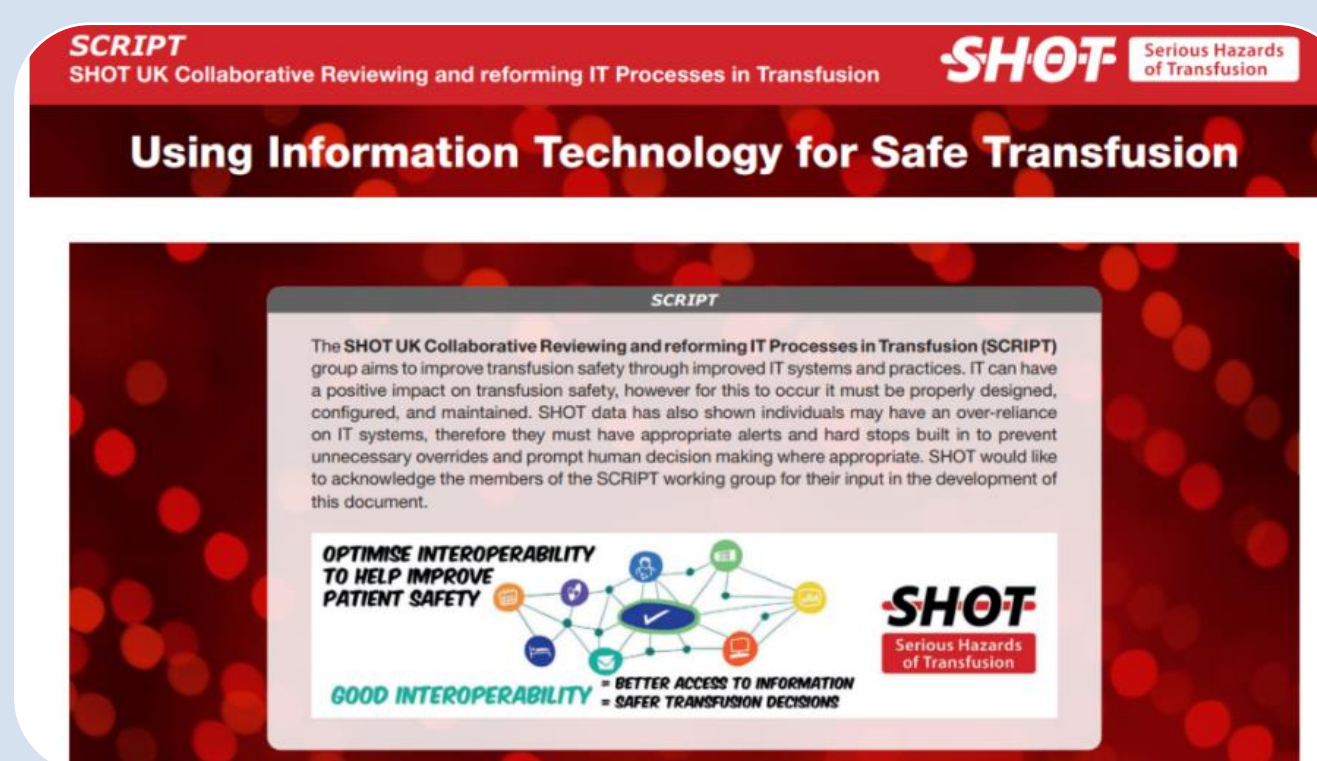 SCRIPT
SHOT UK Collaborative Reviewing and reforming IT Processes in Transfusion
SHOT
Serious Hazards
of Transfusion
Using Information Technology for Safe Transfusion
SCRIPT
The SHOT UK Collaborative Reviewing and reforming IT Processes in Transfusion (SCRIPT)
group aims to improve transfusion safety through improved IT systems and practices. IT can have
a positive impact on transfusion safety, however for this to occur it must be properly designed,
configured, and maintained. SHOT data has also shown individuals may have an over-reliance
on IT systems, therefore they must have appropriate alerts and hard stops built in to prevent
unnecessary overrides and prompt human decision making where appropriate. SHOT would like
to acknowledge the members of the SCRIPT working group for their input in the development of
this document.
OPTIMISE INTEROPERABILITY
TO HELP IMPROVE
PATIENT SAFETY
SHOT
Serious Hazards
of Transfusion
GOOD INTEROPERABILITY
= BETTER ACCESS TO INFORMATION
= SAFER TRANSFUSION DECISIONS